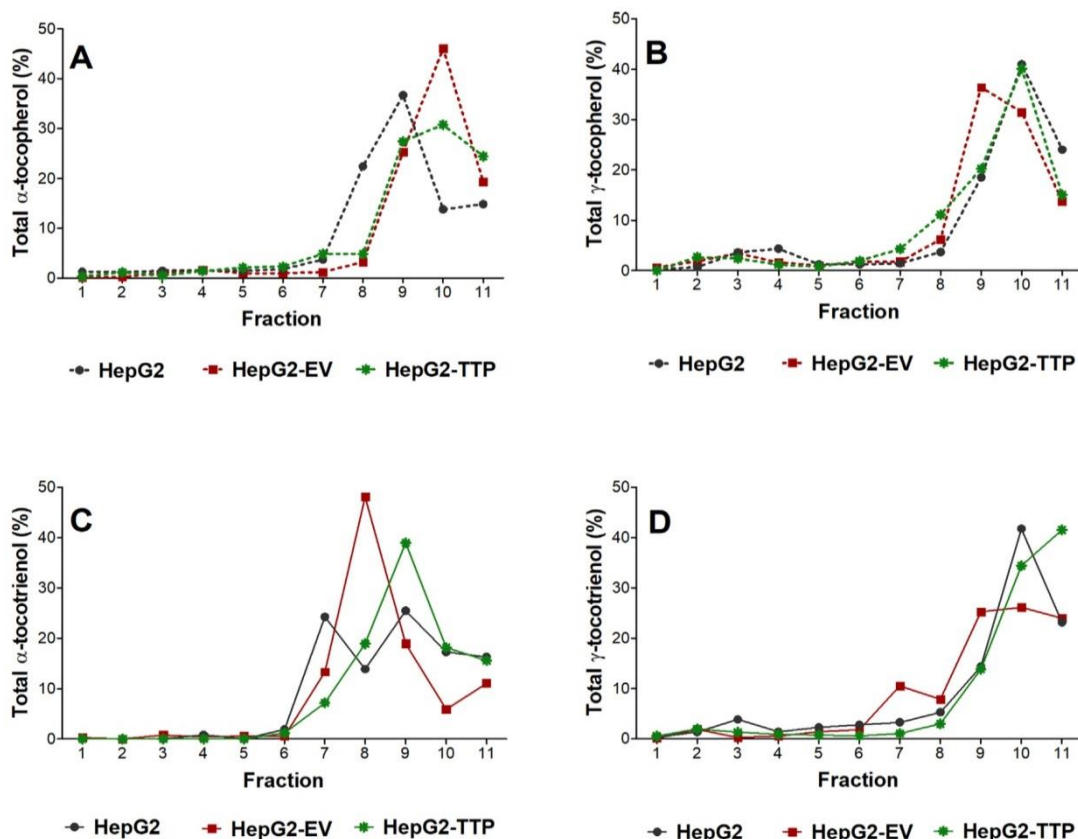 A
Total α-tocopherol (%)
50
40
30
20
10
0
1 2 3 4 5 6 7 8 9 10 11
Fraction
HepG2 HepG2-EV HepG2-TTP
B
Total γ-tocopherol (%)
50
40
30
20
10
0
1 2 3 4 5 6 7 8 9 10 11
Fraction
HepG2 HepG2-EV HepG2-TTP
C
Total α-tocotrienol (%)
50
40
30
20
10
0
1 2 3 4 5 6 7 8 9 10 11
Fraction
HepG2 HepG2-EV HepG2-TTP
D
Total γ-tocotrienol (%)
50
40
30
20
10
0
1 2 3 4 5 6 7 8 9 10 11
Fraction
HepG2 HepG2-EV HepG2-TTP